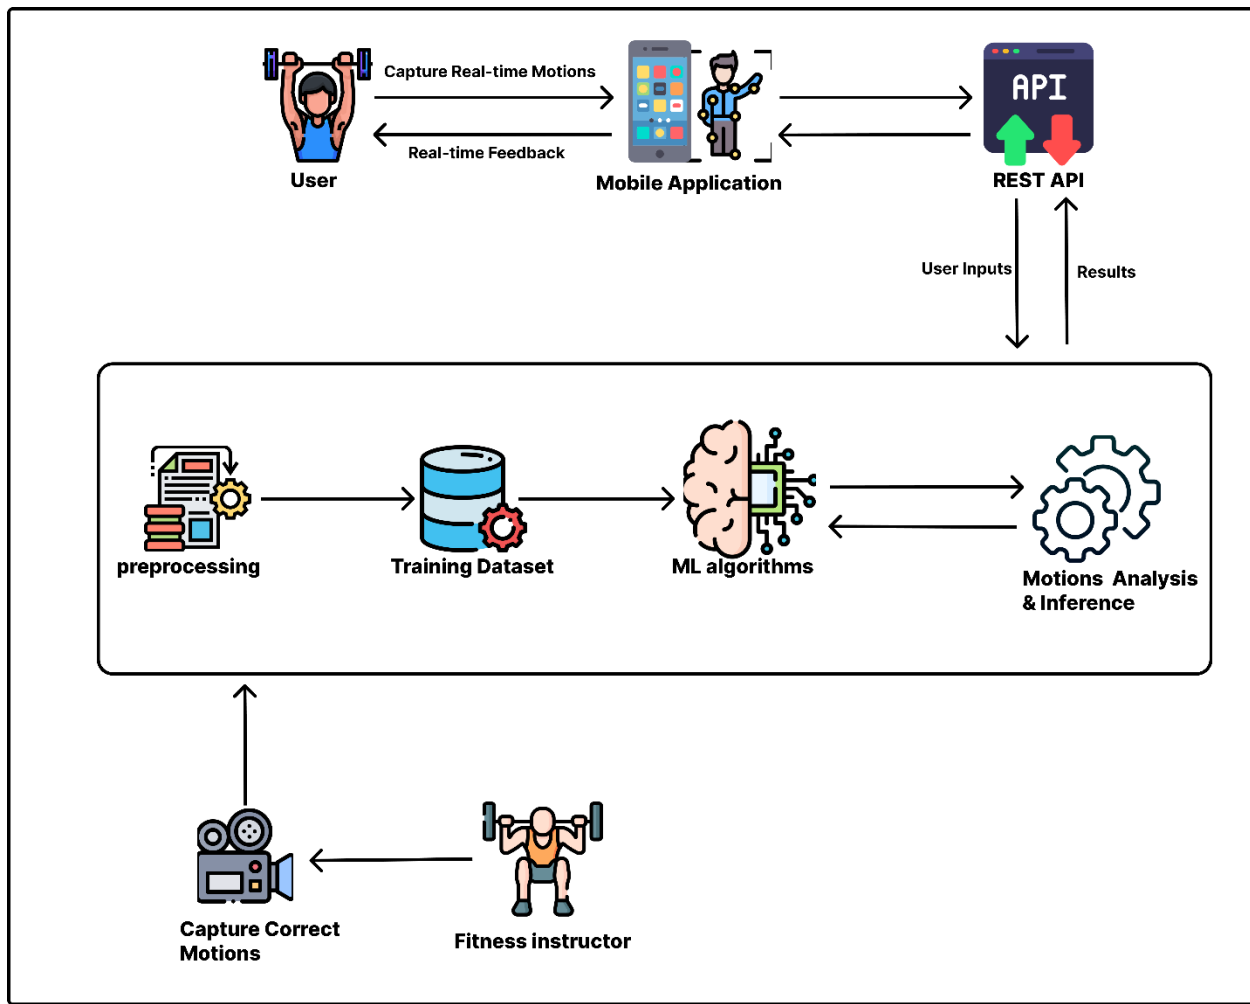 Capture Real-time Motions
Real-time Feedback
User
Mobile Application
API
REST API
User Inputs
Results
preprocessing
Training Dataset
ML algorithms
Motions Analysis
& Inference
Capture Correct
Motions
Fitness instructor